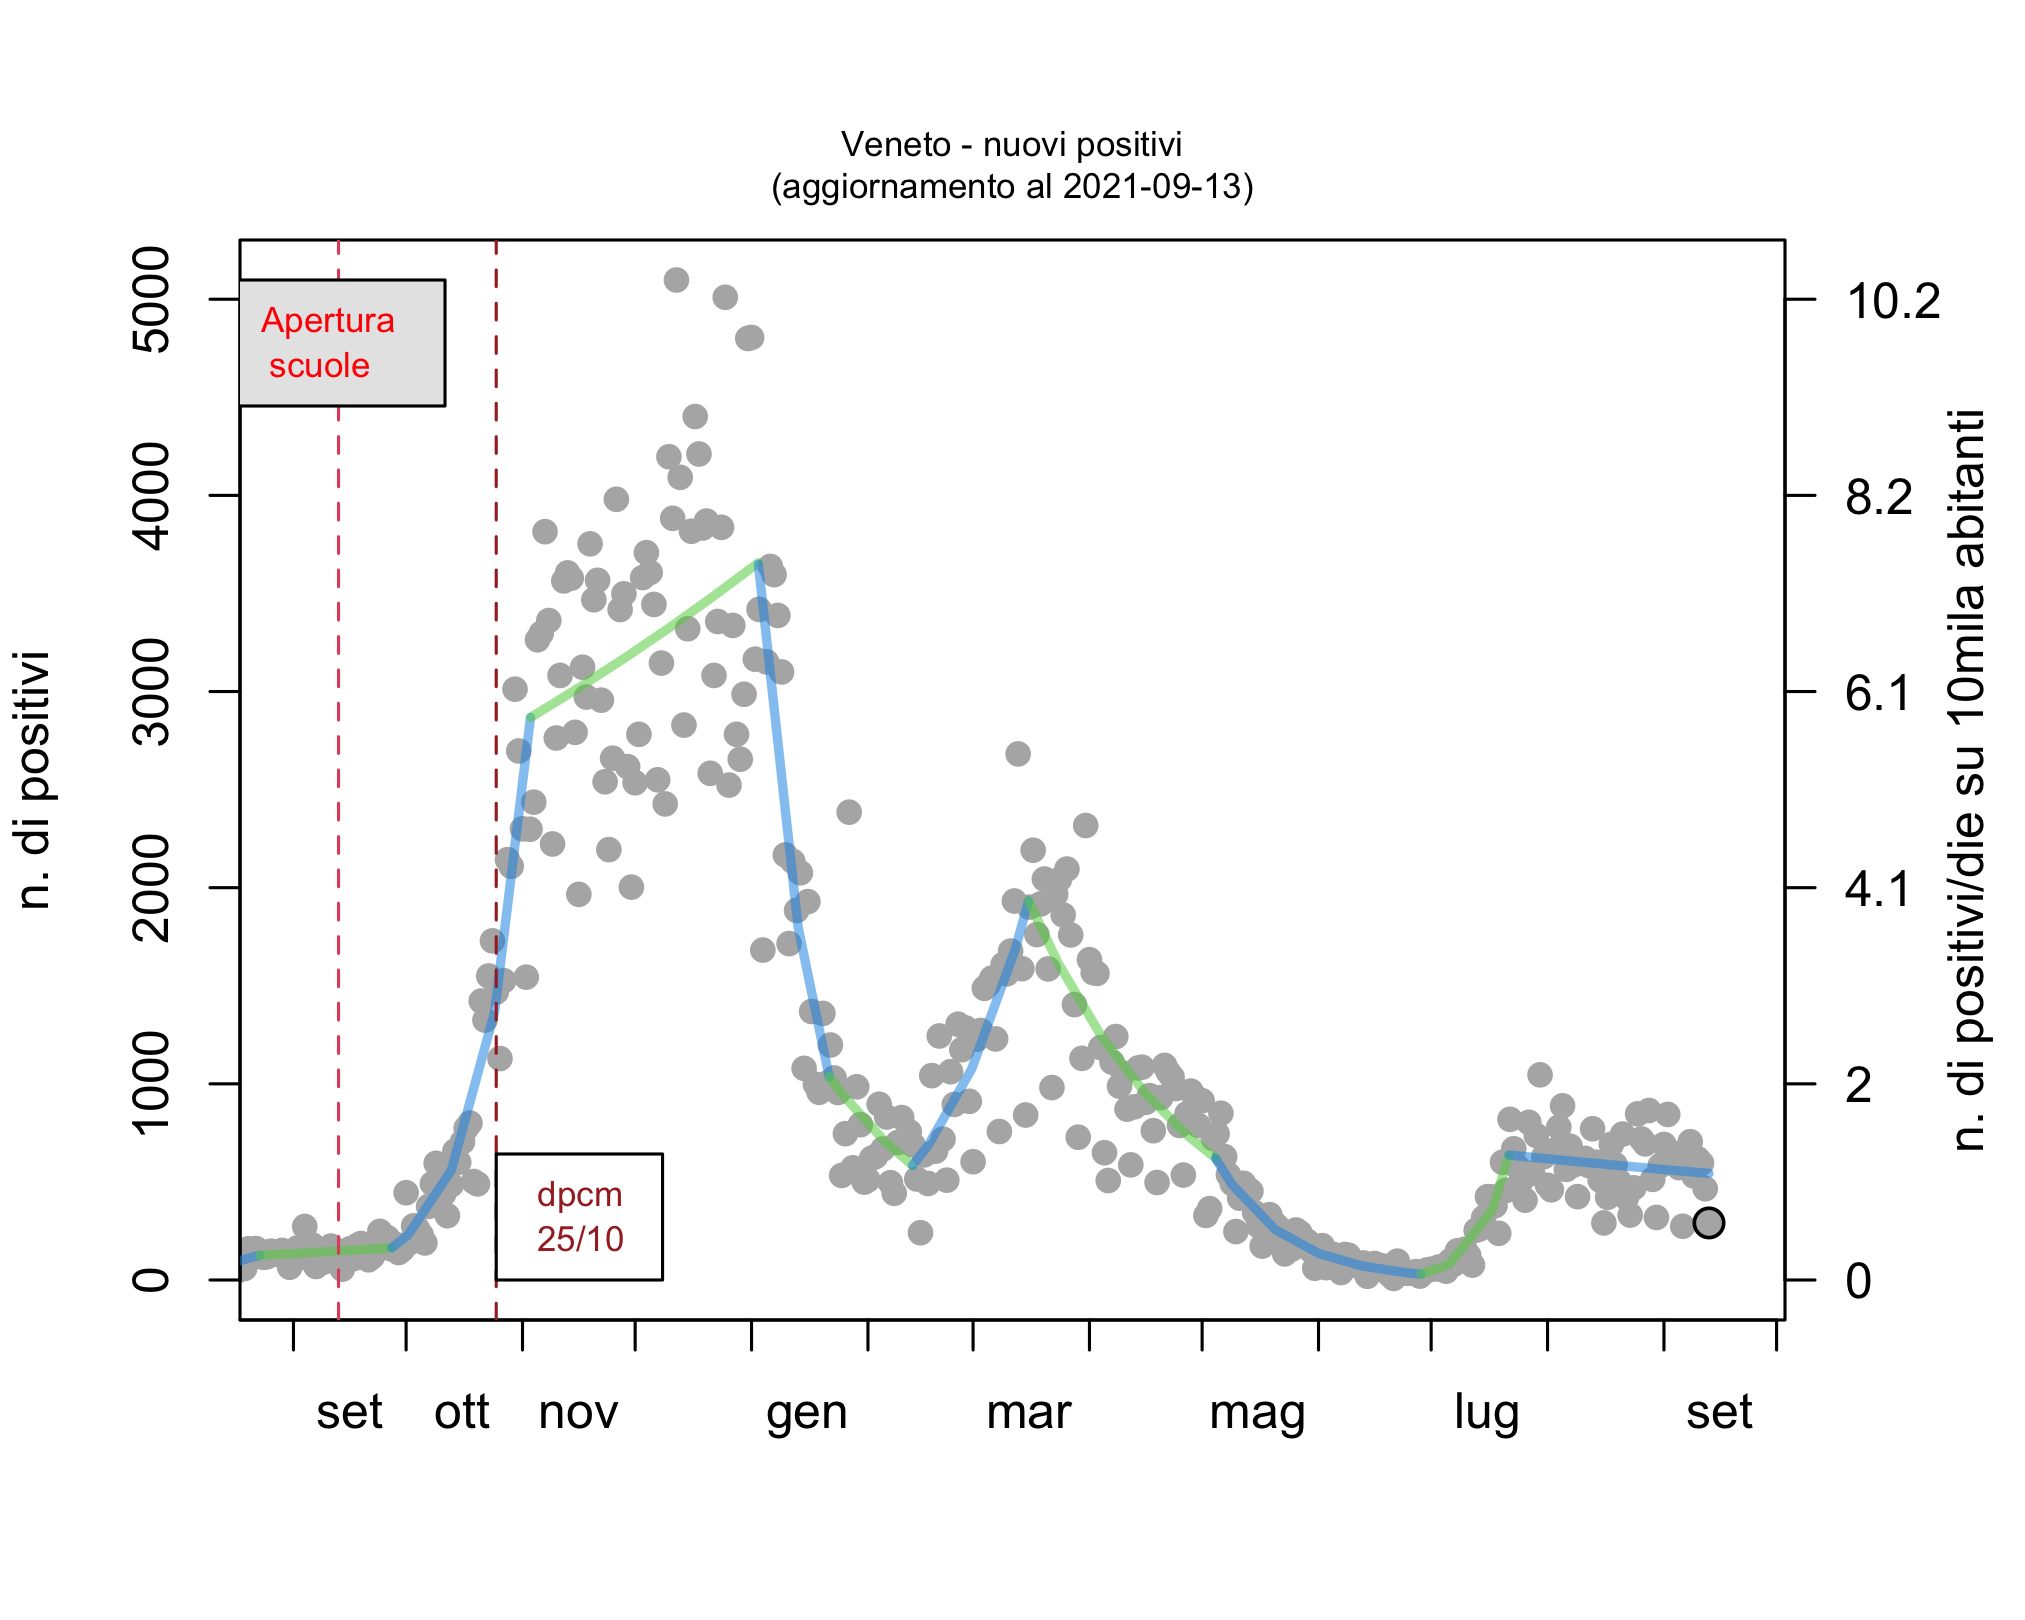 Veneto - nuovi positivi
(aggiornamento al 2021-09-13)
n. di positivi
5000
4000
3000
2000
1000
0
Apertura
scuole
dpcm
25/10
10.2
8.2
6.1
4.1
2
0
n. di positivi/die su 10mila abitanti
set ott nov gen mar mag lug set